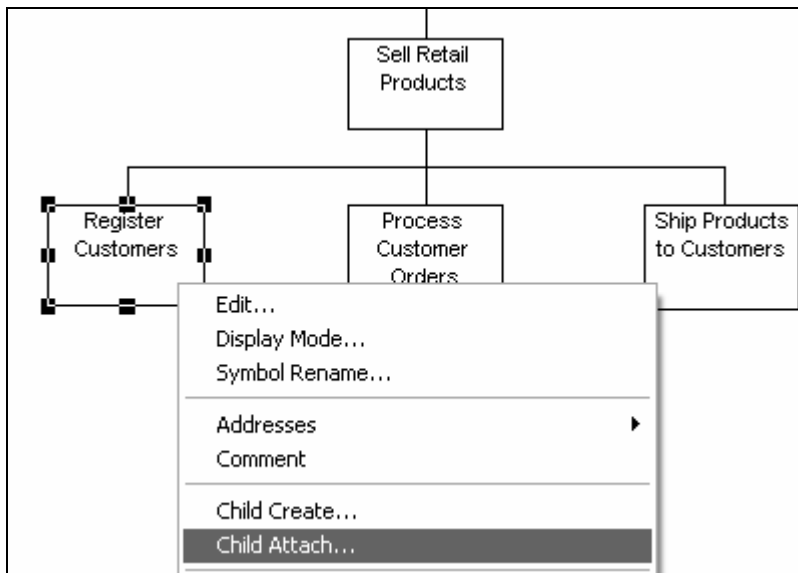 Sell Retail
Products
Register
Customers
Process
Customer
Orders
Ship Products
to Customers
Edit...
Display Mode...
Symbol Rename...
Addresses
Comment
Child Create...
Child Attach...